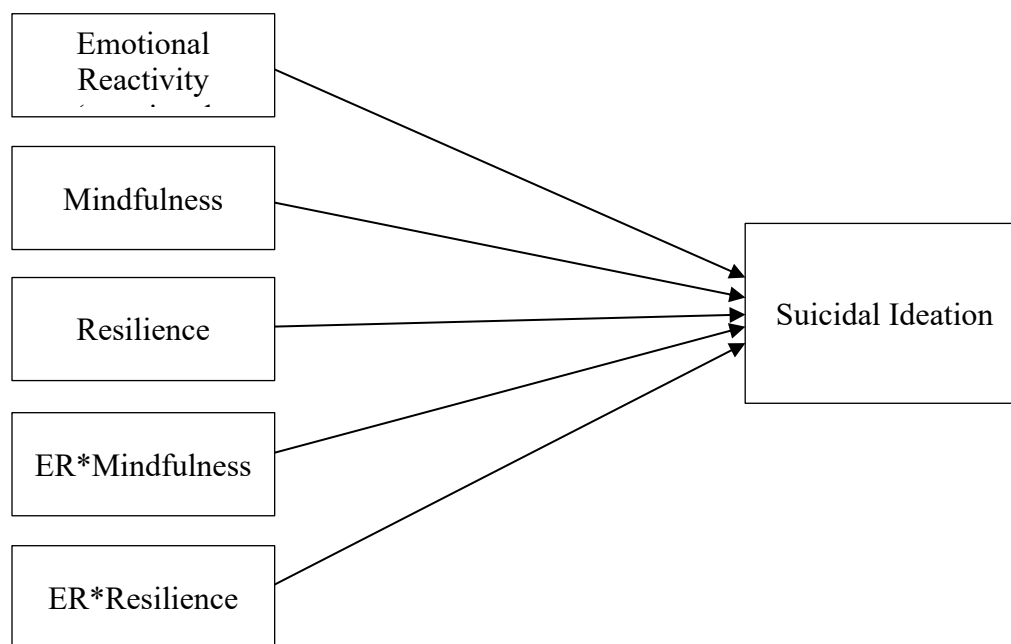 Emotional
Reactivity
Mindfulness
Resilience
Suicidal Ideation
ER*Mindfulness
ER*Resilience